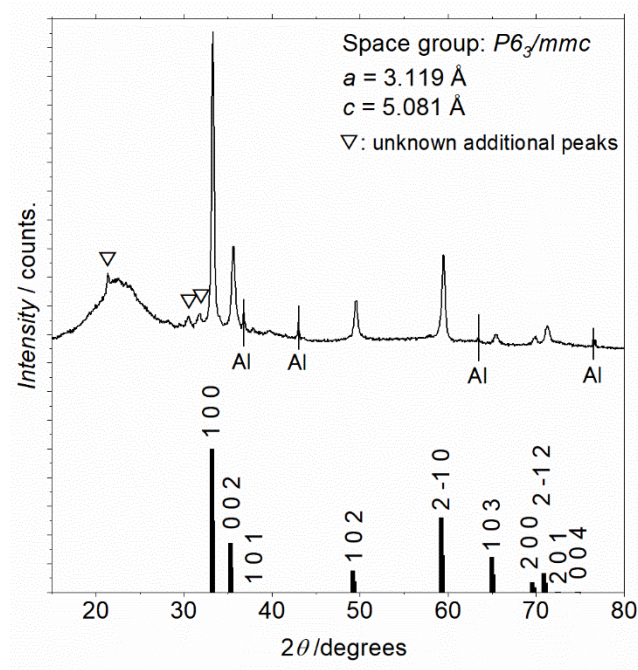 Space group: P6₃/mmc
a = 3.119 Å
c = 5.081 Å
▽: unknown additional peaks
Intensity / counts.
Al
Al
Al
Al
1 0 0
0 0 2
1 0 1
1 0 2
2 -1 0
1 0 3
2 0 0
2 -1 2
2 0 1
0 0 4
20 30 40 50 60 70 80
2θ /degrees